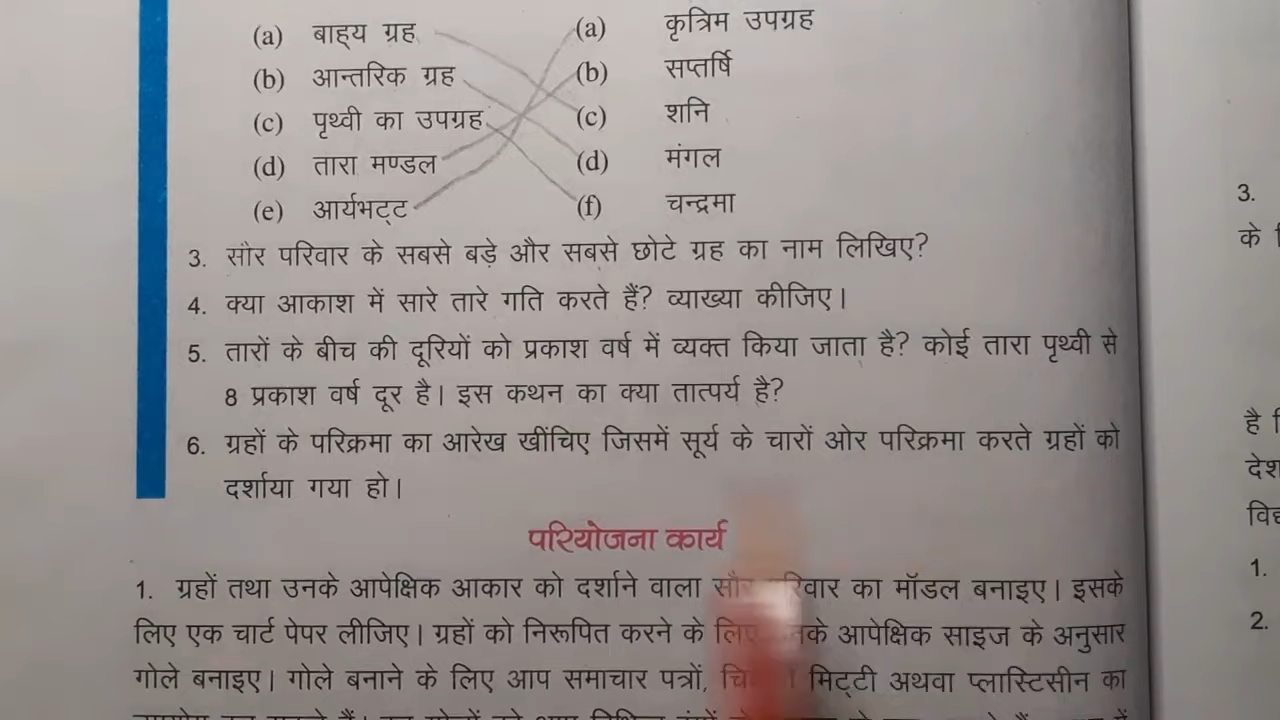 (a) बाह्य ग्रह (a) कृत्रिम उपग्रह
(b) आन्तरिक ग्रह (b) सप्तर्षि
(c) पृथ्वी का उपग्रह (c) शनि
(d) तारा मण्डल (d) मंगल
(e) आर्यभट्ट (f) चन्द्रमा
3. सौर परिवार के सबसे बड़े और सबसे छोटे ग्रह का नाम लिखिए?
4. क्या आकाश में सारे तारे गति करते हैं? व्याख्या कीजिए।
5. तारों के बीच की दूरियों को प्रकाश वर्ष में व्यक्त किया जाता है? कोई तारा पृथ्वी से
8 प्रकाश वर्ष दूर है। इस कथन का क्या तात्पर्य है?
6. ग्रहों के परिक्रमा का आरेख खींचिए जिसमें सूर्य के चारों ओर परिक्रमा करते ग्रहों को
दर्शाया गया हो।
परियोजना कार्य
1. ग्रहों तथा उनके आपेक्षिक आकार को दर्शाने वाला सौर का मॉडल बनाइए। इसके
लिए एक चार्ट पेपर लीजिए। ग्रहों को निरूपित करने के लिए आपेक्षिक साइज के अनुसार
गोले बनाइए। गोले बनाने के लिए आप समाचार पत्रों, मिट्टी अथवा प्लास्टिसीन का
3.
के
है
1.
2.